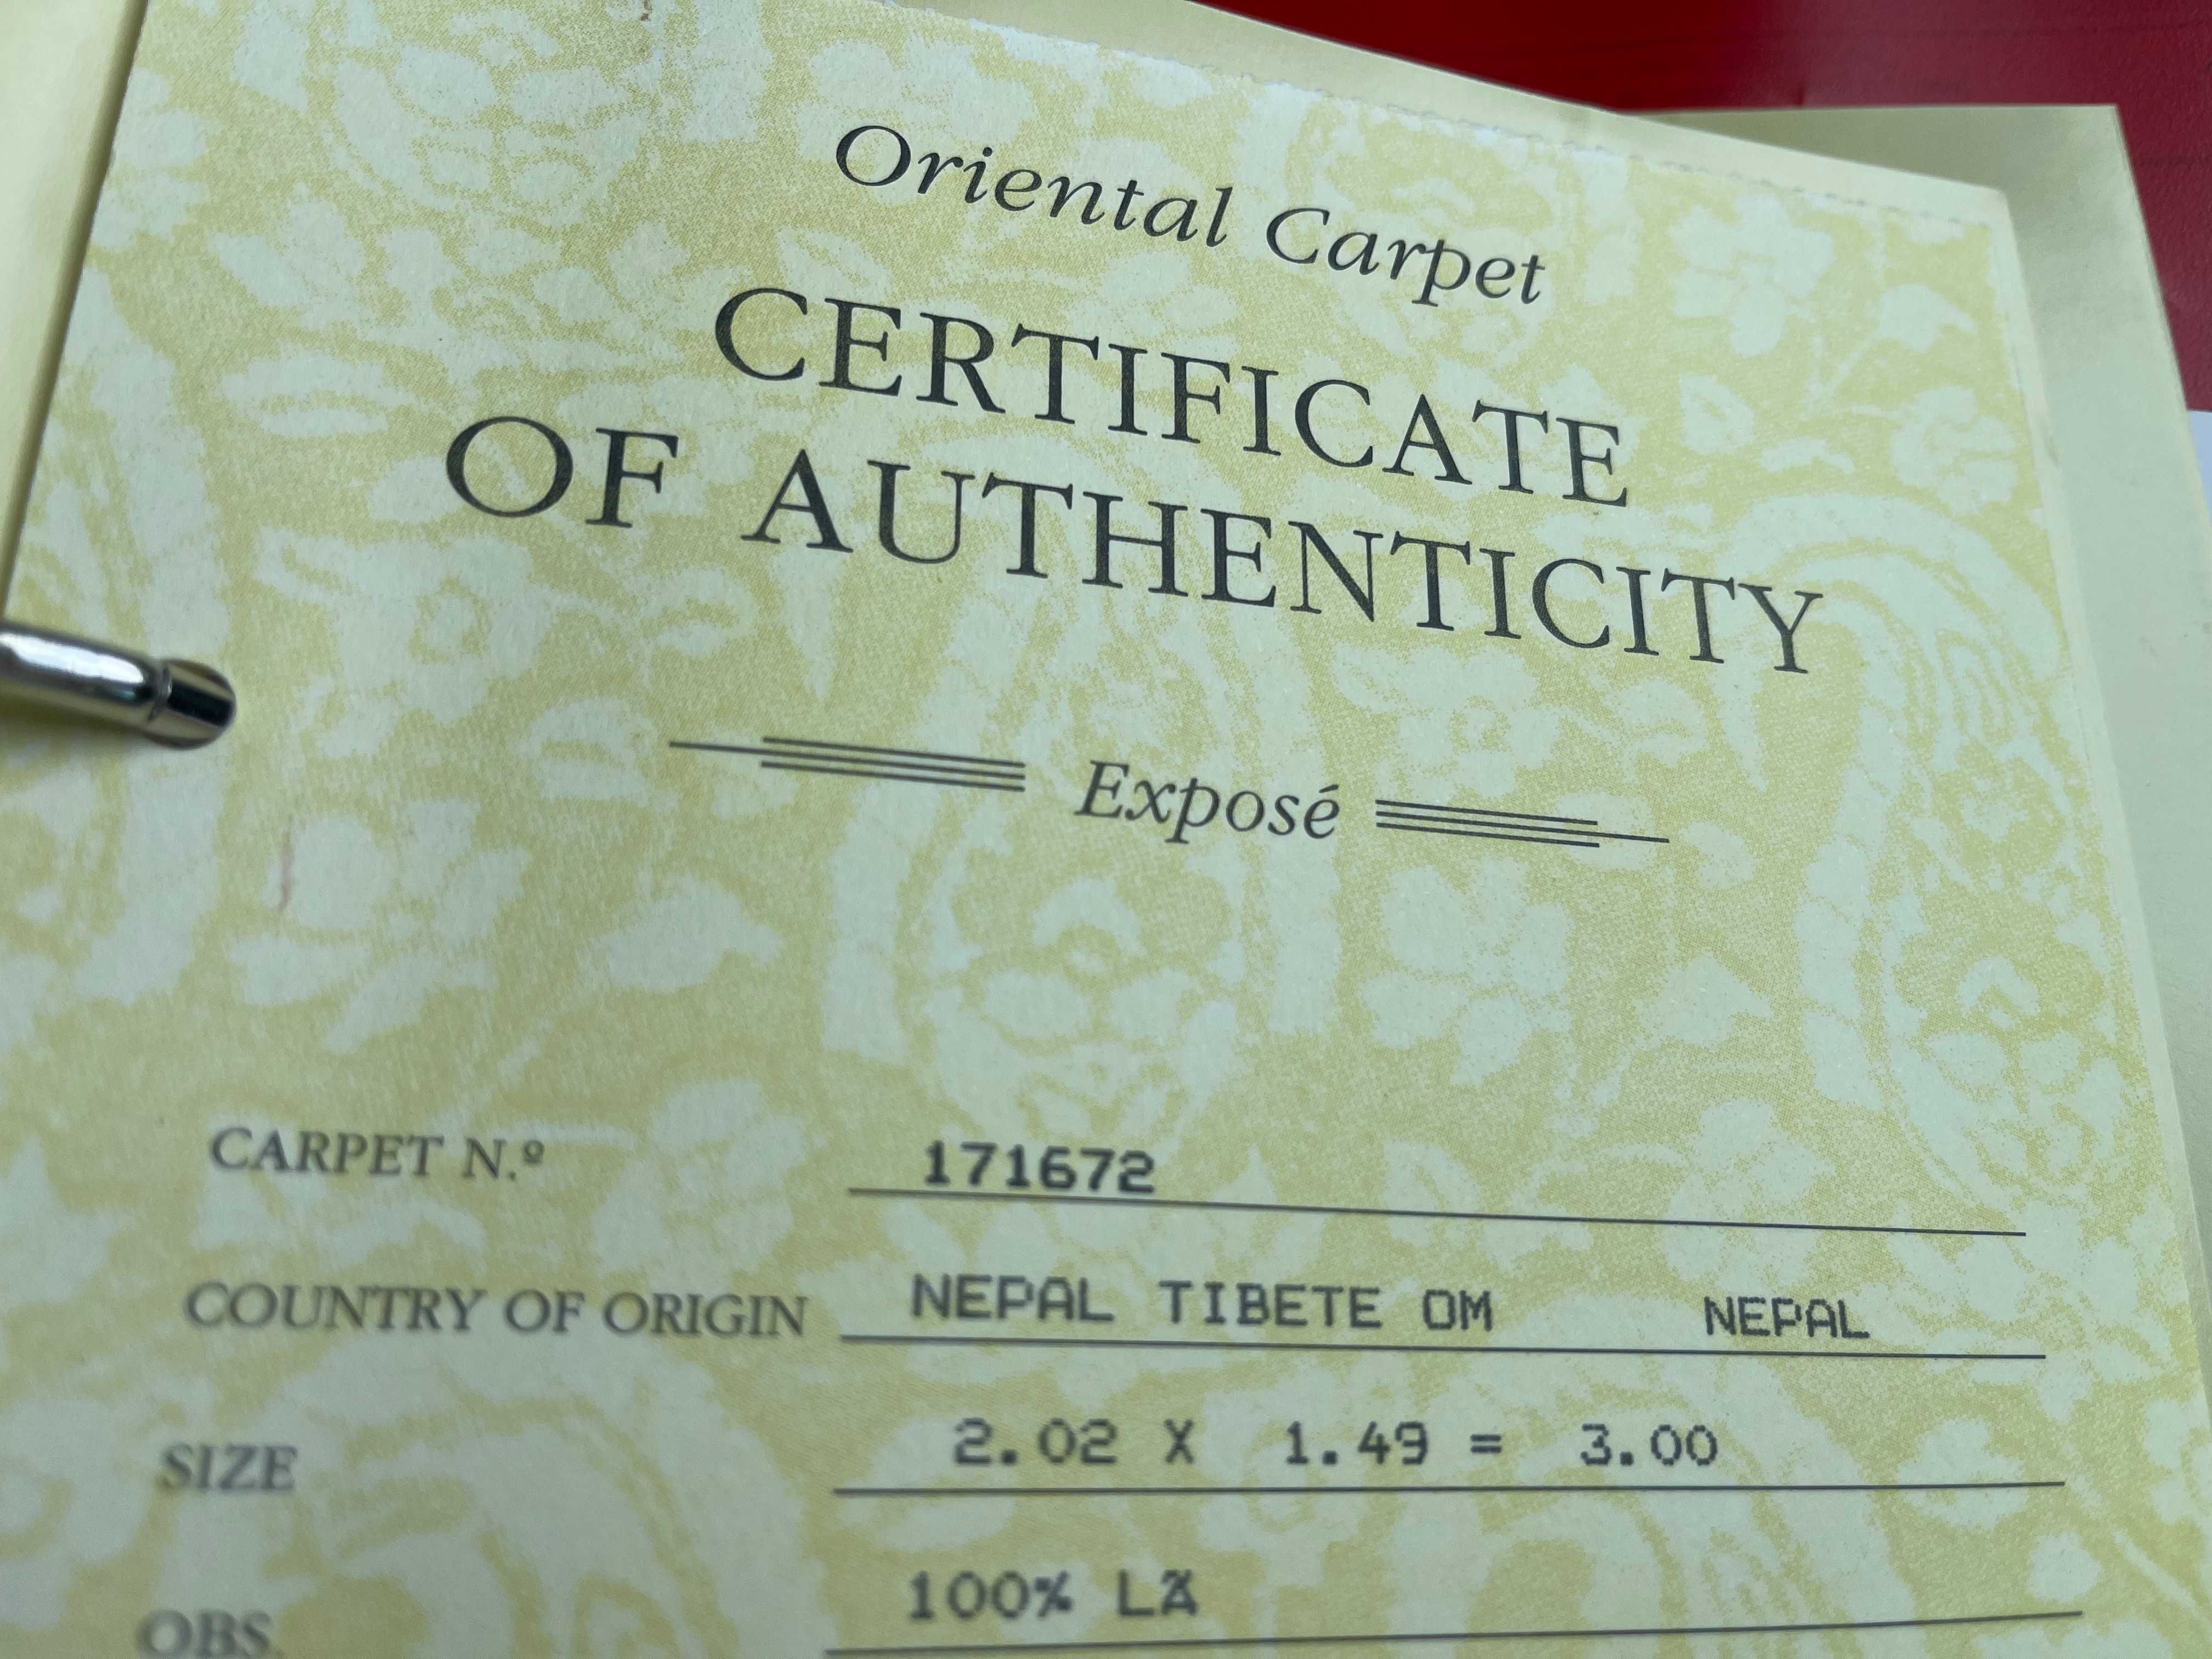 Oriental Carpet
CERTIFICATE
OF AUTHENTICITY
Exposé
CARPET N.º 171672
COUNTRY OF ORIGIN NEPAL TIBETE OM NEPAL
SIZE 2.02 X 1.49 = 3.00
OBS. 100% LÃ